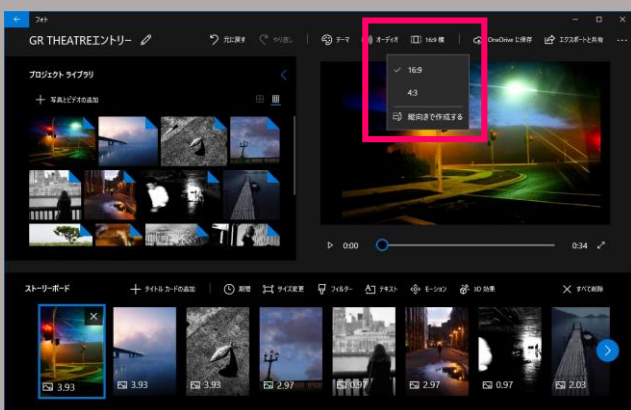 フォト
GR THEATREエントリー
元に戻す
やり直し
テーマ
オーディオ
16:9 横
OneDrive に保存
エクスポートと共有
16:9
4:3
縦向きで作成する
プロジェクト ライブラリ
写真とビデオの追加
0:00
0:34
ストーリーボード
タイトル カードの追加
期間
サイズ変更
フィルター
テキスト
モーション
3D 効果
すべて削除
3.93
3.93
3.93
2.97
0.97
2.97
0.97
2.03